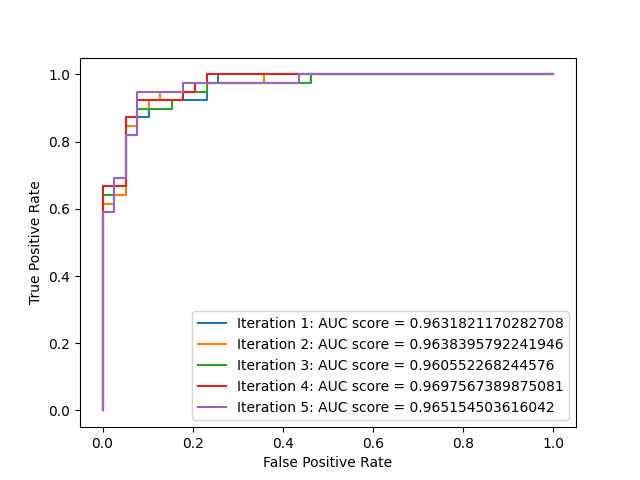 1.0
0.8
0.6
0.4
0.2
0.0
True Positive Rate
Iteration 1: AUC score = 0.9631821170282708
Iteration 2: AUC score = 0.9638395792241946
Iteration 3: AUC score = 0.960552268244576
Iteration 4: AUC score = 0.9697567389875081
Iteration 5: AUC score = 0.965154503616042
0.0 0.2 0.4 0.6 0.8 1.0
False Positive Rate